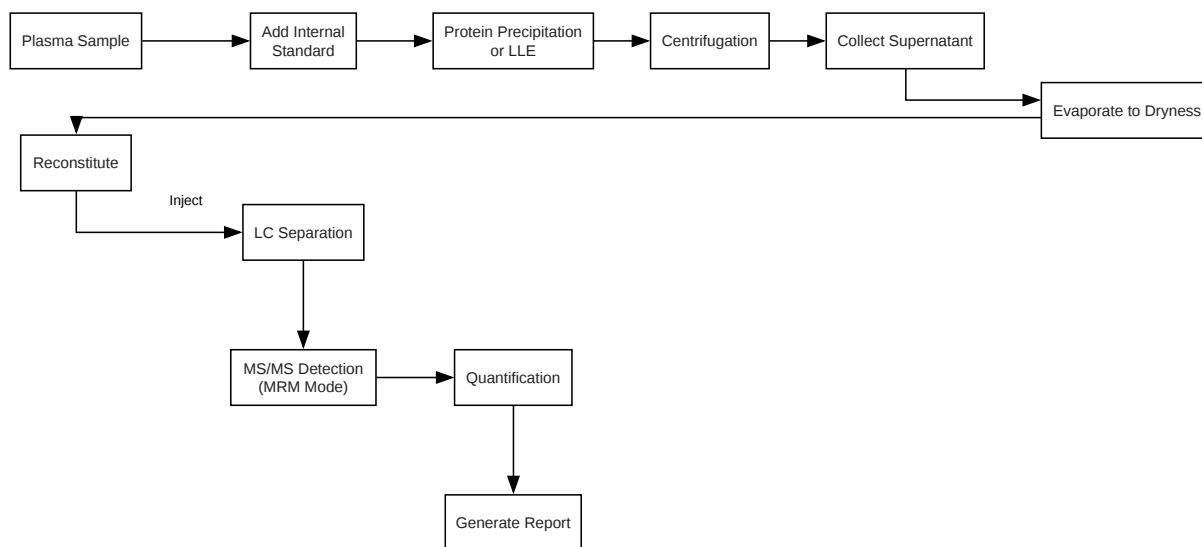 Plasma Sample
Add Internal
Standard
Protein Precipitation
or LLE
Centrifugation
Collect Supernatant
Evaporate to Dryness
Reconstitute
Inject
LC Separation
MS/MS Detection
(MRM Mode)
Quantification
Generate Report